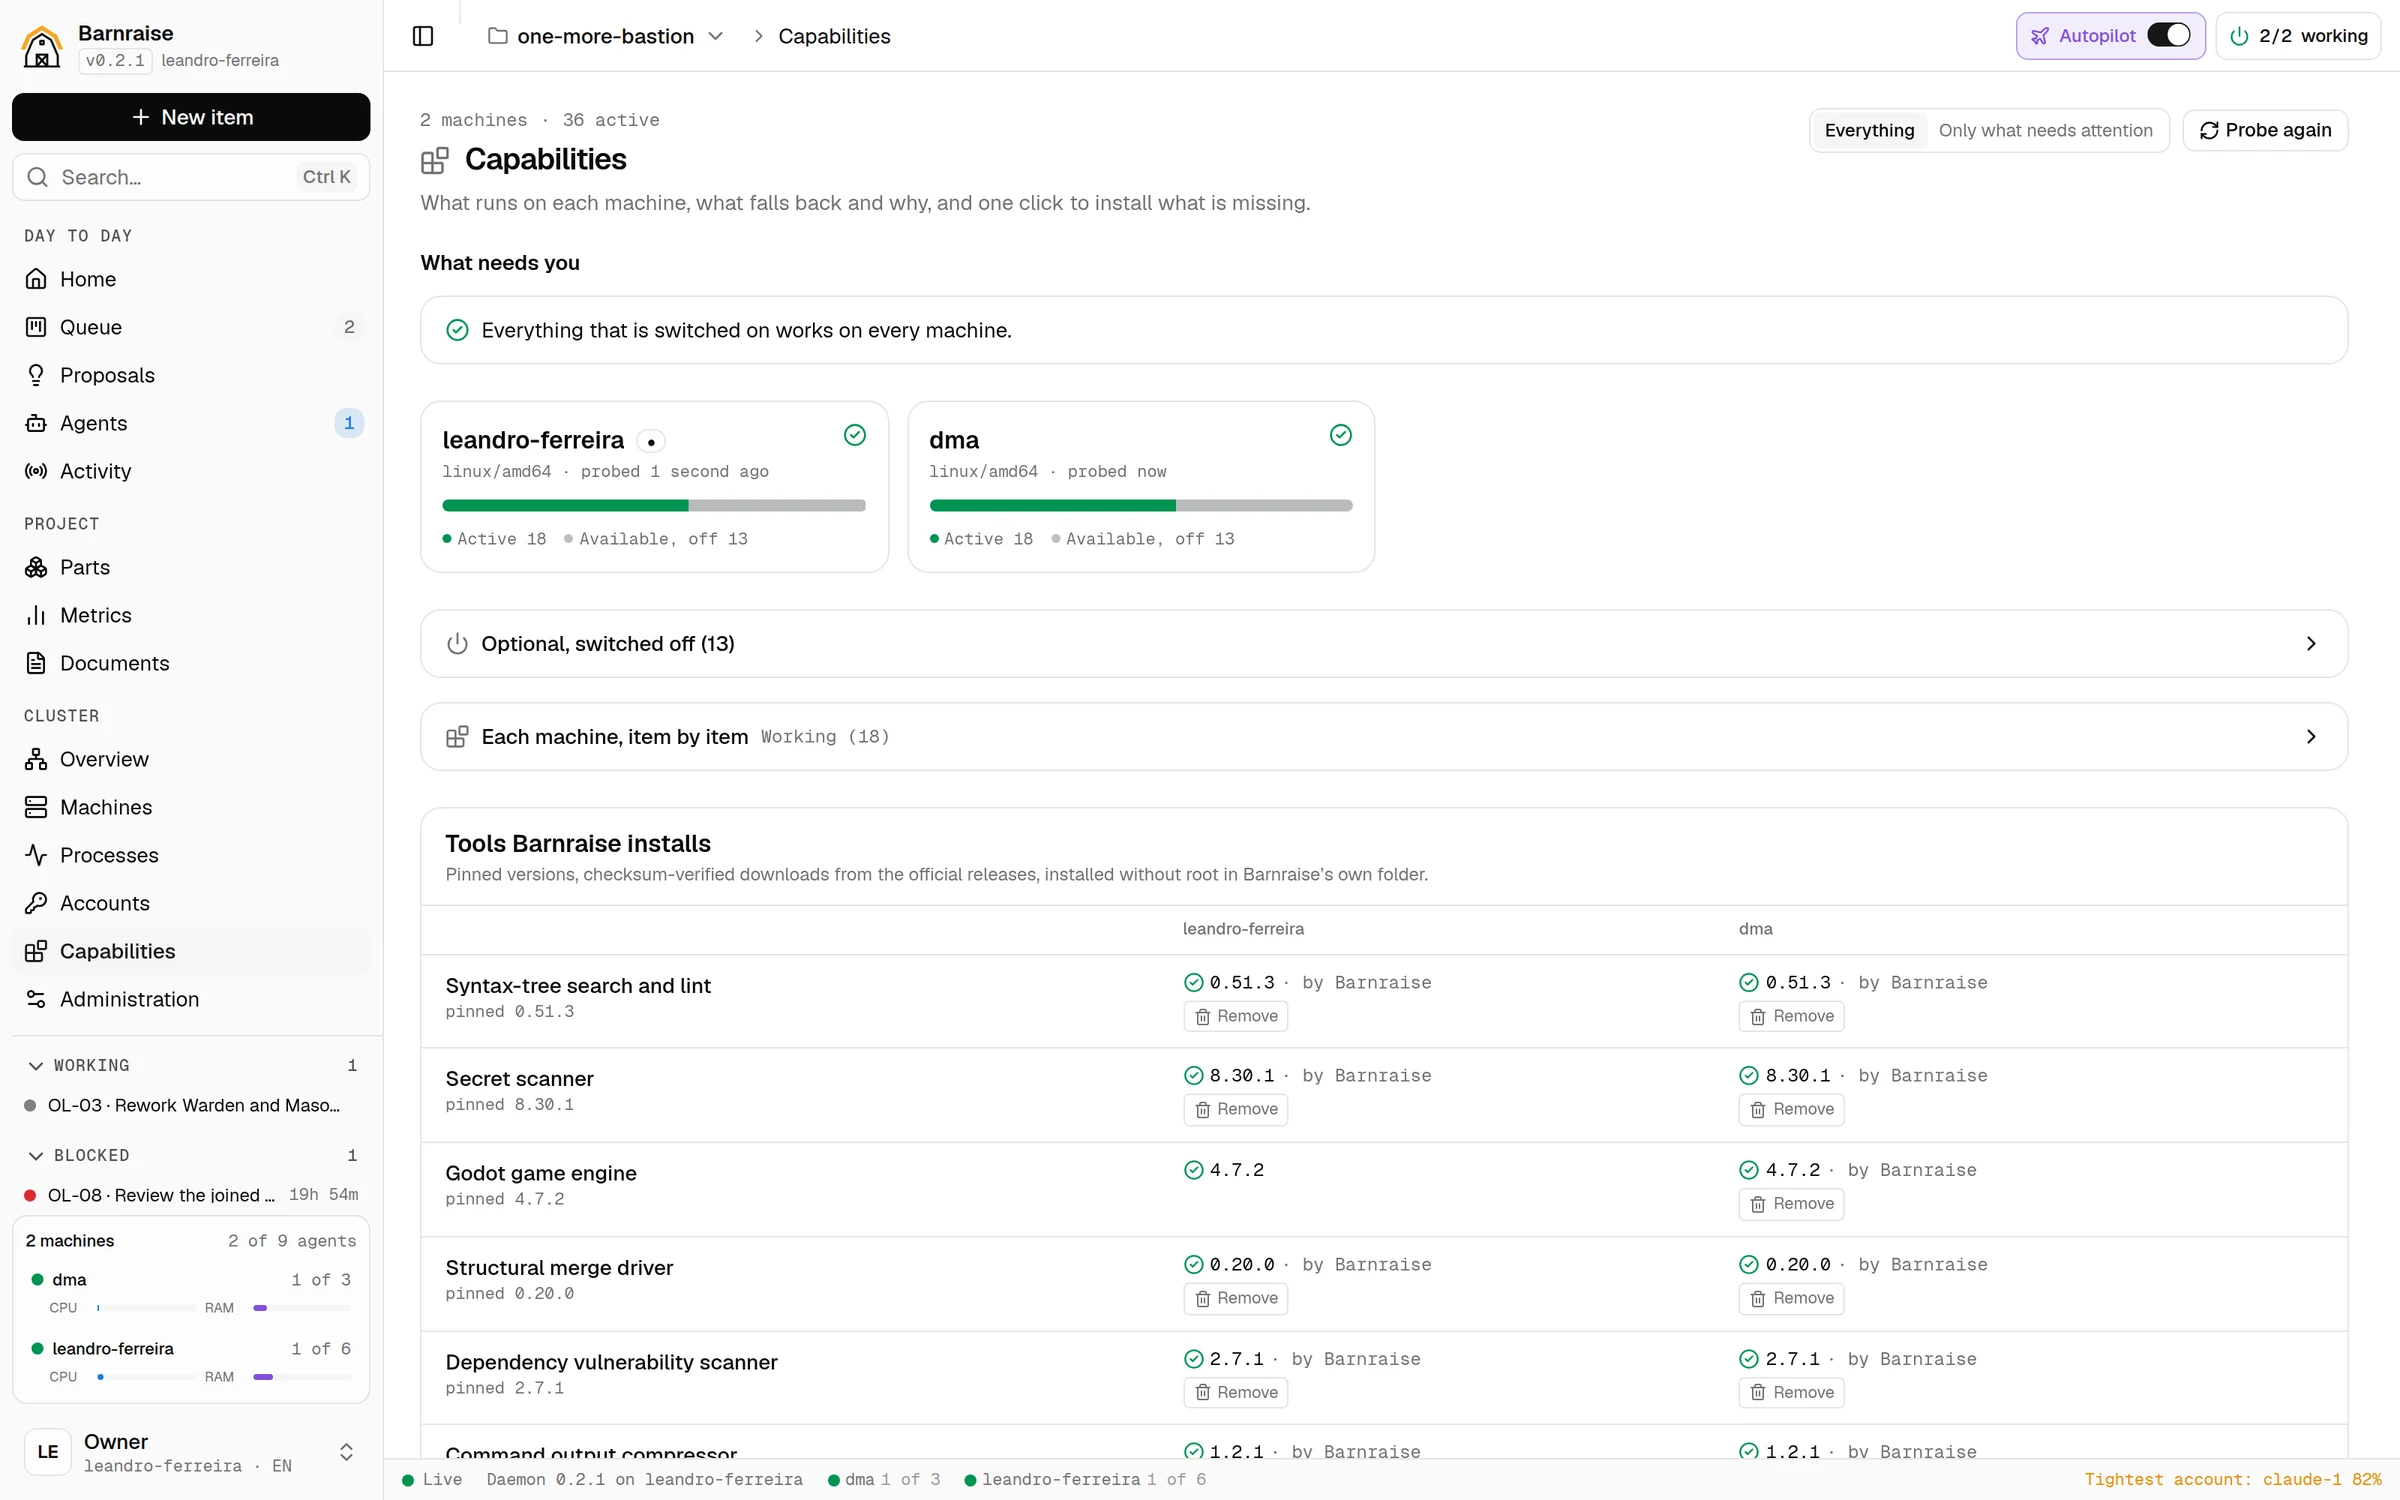 Barnraise
v0.2.1 leandro-ferreira
New item
Search... Ctrl K
DAY TO DAY
Home
Queue 2
Proposals
Agents 1
Activity
PROJECT
Parts
Metrics
Documents
CLUSTER
Overview
Machines
Processes
Accounts
Capabilities
Administration
WORKING 1
OL-03 · Rework Warden and Maso...
BLOCKED 1
OL-08 · Review the joined ... 19h 54m
2 machines 2 of 9 agents
dma 1 of 3
CPU RAM
leandro-ferreira 1 of 6
CPU RAM
LE
Owner
leandro-ferreira · EN
one-more-bastion Capabilities
Autopilot
2/2 working
2 machines · 36 active
Capabilities
What runs on each machine, what falls back and why, and one click to install what is missing.
Everything Only what needs attention
Probe again
What needs you
Everything that is switched on works on every machine.
leandro-ferreira
linux/amd64 · probed 1 second ago
Active 18 Available, off 13
dma
linux/amd64 · probed now
Active 18 Available, off 13
Optional, switched off (13)
Each machine, item by item Working (18)
Tools Barnraise installs
Pinned versions, checksum-verified downloads from the official releases, installed without root in Barnraise's own folder.
leandro-ferreira dma
Syntax-tree search and lint
pinned 0.51.3
0.51.3 · by Barnraise
Remove
0.51.3 · by Barnraise
Remove
Secret scanner
pinned 8.30.1
8.30.1 · by Barnraise
Remove
8.30.1 · by Barnraise
Remove
Godot game engine
pinned 4.7.2
4.7.2
4.7.2 · by Barnraise
Remove
Structural merge driver
pinned 0.20.0
0.20.0 · by Barnraise
Remove
0.20.0 · by Barnraise
Remove
Dependency vulnerability scanner
pinned 2.7.1
2.7.1 · by Barnraise
Remove
2.7.1 · by Barnraise
Remove
Command output compressor
1.2.1 · by Barnraise
1.2.1 · by Barnraise
Live Daemon 0.2.1 on leandro-ferreira dma 1 of 3 leandro-ferreira 1 of 6
Tightest account: claude-1 82%